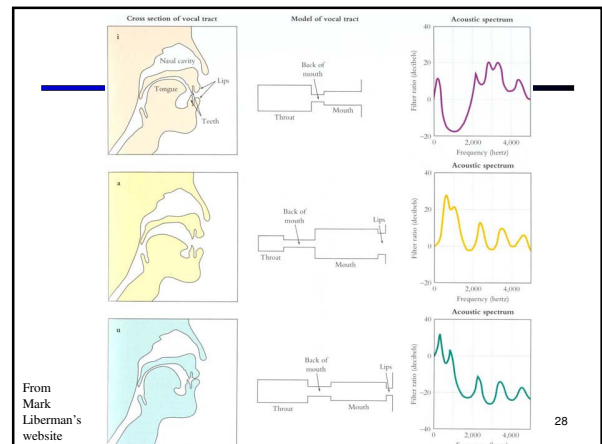 Cross section of vocal tract
Model of vocal tract
Acoustic spectrum
i
Nasal cavity
Tongue
Lips
Teeth
Back of
mouth
Throat
Mouth
Filter ratio (decibels)
40
20
0
−20
0
2,000
4,000
Frequency (hertz)
a
Back of
mouth
Lips
Throat
Mouth
Acoustic spectrum
Filter ratio (decibels)
40
20
0
−20
0
2,000
4,000
Frequency (hertz)
u
Back of
mouth
Lips
Throat
Mouth
Acoustic spectrum
Filter ratio (decibels)
40
20
0
−20
−40
0
2,000
4,000
From
Mark
Liberman's
website
28